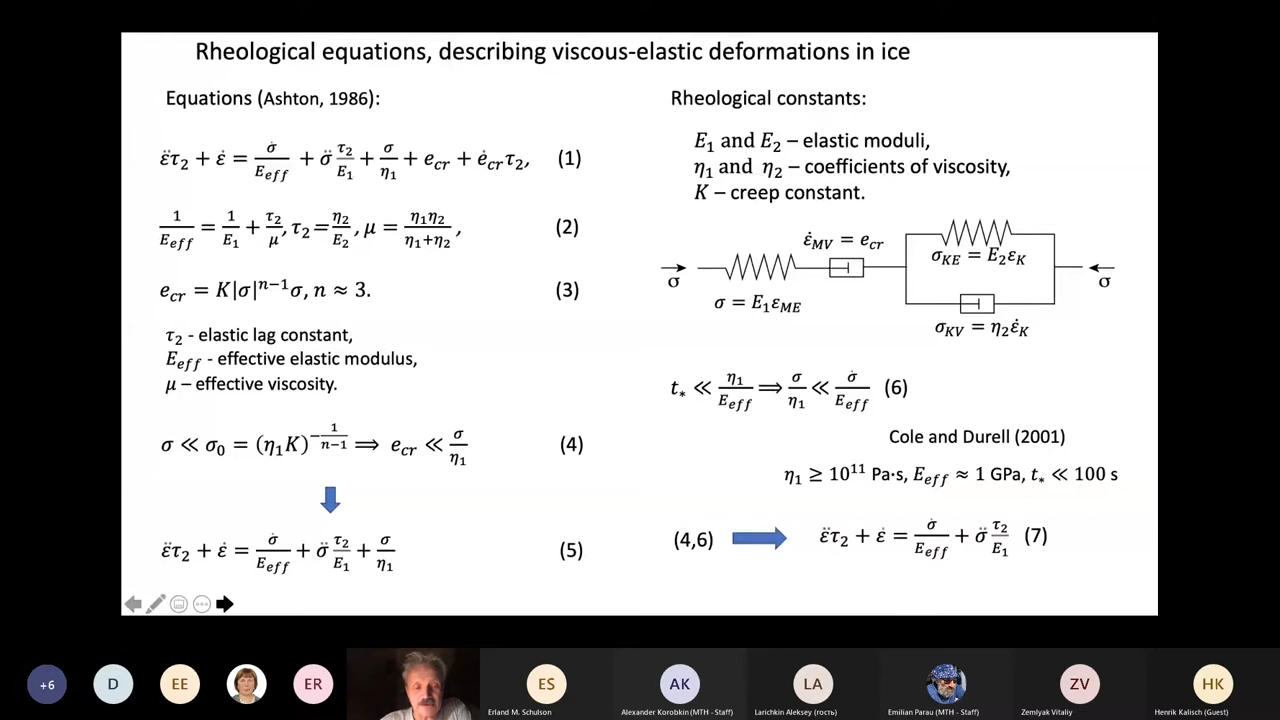 Rheological equations, describing viscous-elastic deformations in ice
Equations (Ashton, 1986):
ε̈τ₂ + ε̇ = σ̇/E_eff + σ̈ τ₂/E₁ + σ/η₁ + e_cr + ė_cr τ₂, (1)
1/E_eff = 1/E₁ + τ₂/μ, τ₂ = η₂/E₂, μ = η₁η₂/(η₁+η₂), (2)
e_cr = K|σ|ⁿ⁻¹σ, n ≈ 3. (3)
τ₂ - elastic lag constant,
E_eff - effective elastic modulus,
μ – effective viscosity.
σ ≪ σ₀ = (η₁K)^(−1/(n−1)) ⟹ e_cr ≪ σ/η₁ (4)
ε̈τ₂ + ε̇ = σ̇/E_eff + σ̈ τ₂/E₁ + σ/η₁ (5)
Rheological constants:
E₁ and E₂ – elastic moduli,
η₁ and η₂ – coefficients of viscosity,
K – creep constant.
ε̇_MV = e_cr
σ_KE = E₂ε_K
σ
σ
σ = E₁ε_ME
σ_KV = η₂ε̇_K
t_* ≪ η₁/E_eff ⟹ σ/η₁ ≪ σ̇/E_eff (6)
Cole and Durell (2001)
η₁ ≥ 10¹¹ Pa·s, E_eff ≈ 1 GPa, t_* ≪ 100 s
(4,6) ε̈τ₂ + ε̇ = σ̇/E_eff + σ̈ τ₂/E₁ (7)
+6
D
EE
ER
ES
AK
LA
ZV
HK
Erland M. Schulson
Alexander Korobkin (MTH - Staff)
Larichkin Aleksey (гость)
Emilian Parau (MTH - Staff)
Zemlyak Vitaliy
Henrik Kalisch (Guest)